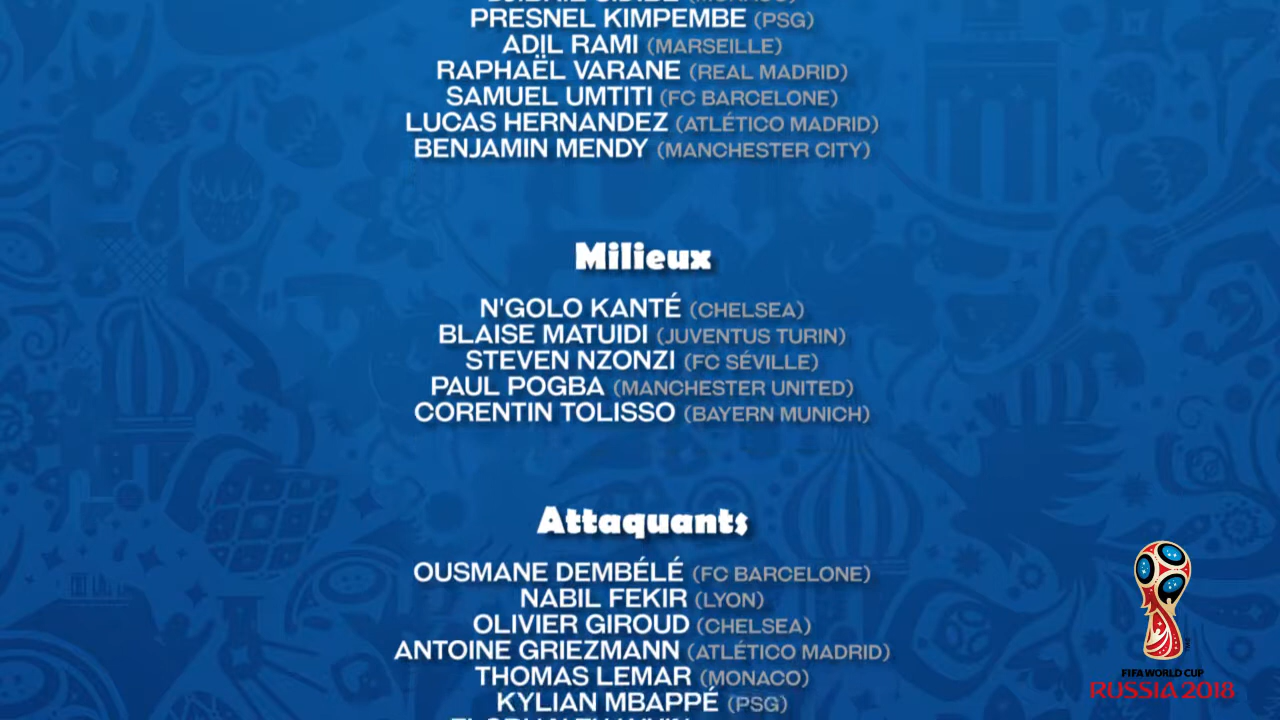 PRESNEL KIMPEMBE (PSG)
ADIL RAMI (MARSEILLE)
RAPHAËL VARANE (REAL MADRID)
SAMUEL UMTITI (FC BARCELONE)
LUCAS HERNANDEZ (ATLÉTICO MADRID)
BENJAMIN MENDY (MANCHESTER CITY)
Milieux
N'GOLO KANTÉ (CHELSEA)
BLAISE MATUIDI (JUVENTUS TURIN)
STEVEN NZONZI (FC SÉVILLE)
PAUL POGBA (MANCHESTER UNITED)
CORENTIN TOLISSO (BAYERN MUNICH)
Attaquants
OUSMANE DEMBÉLÉ (FC BARCELONE)
NABIL FEKIR (LYON)
OLIVIER GIROUD (CHELSEA)
ANTOINE GRIEZMANN (ATLÉTICO MADRID)
THOMAS LEMAR (MONACO)
KYLIAN MBAPPÉ (PSG)
FIFA WORLD CUP
RUSSIA 2018